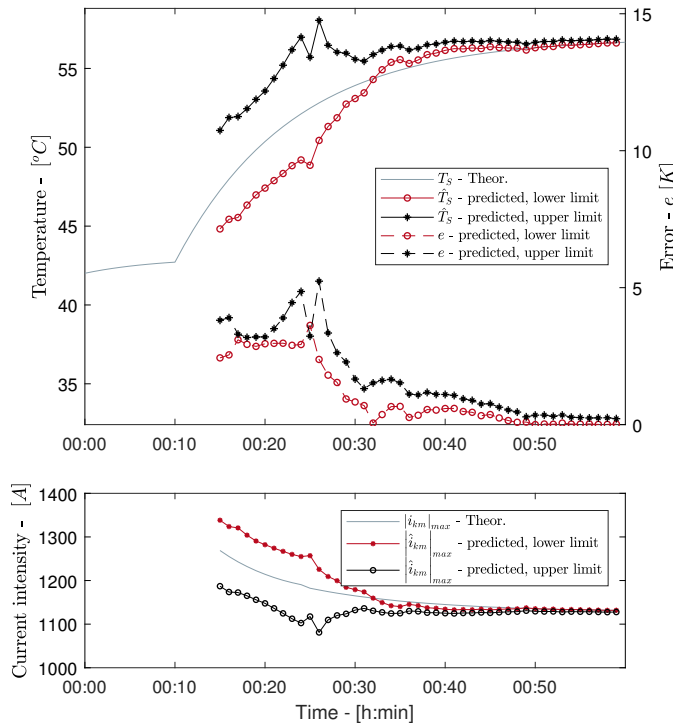 15
55
10
50
5
45
40
35
0
00:00 00:10 00:20 00:30 00:40 00:50
Temperature - [°C]
Error - e [K]
T_S - Theor.
T̂_S - predicted, lower limit
T̂_S - predicted, upper limit
e - predicted, lower limit
e - predicted, upper limit
1400
1300
1200
1100
1000
00:00 00:10 00:20 00:30 00:40 00:50
Current intensity - [A]
|i_km|_max - Theor.
|î_km|_max - predicted, lower limit
|î_km|_max - predicted, upper limit
Time - [h:min]